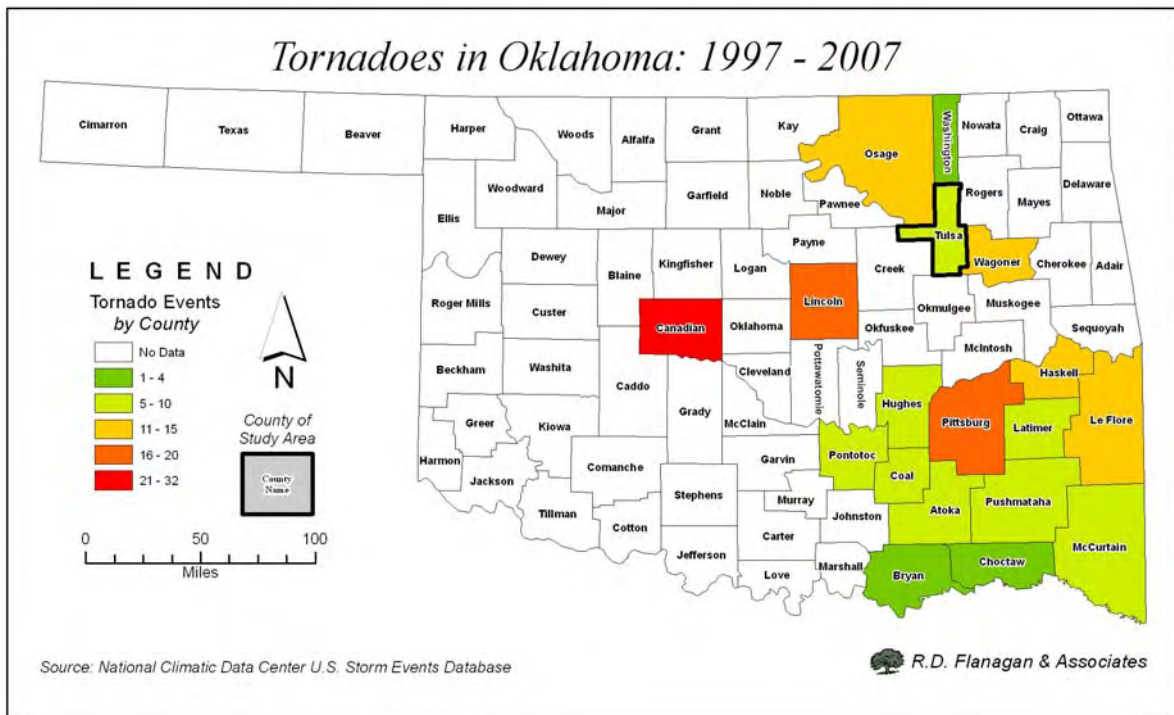 Tornadoes in Oklahoma: 1997 - 2007
Cimarron
Texas
Beaver
Harper
Woods
Alfalfa
Grant
Kay
Osage
Washington
Nowata
Craig
Ottawa
Woodward
Ellis
Major
Garfield
Noble
Pawnee
Rogers
Mayes
Delaware
Tulsa
Dewey
Blaine
Kingfisher
Logan
Payne
Creek
Wagoner
Cherokee
Adair
Roger Mills
Custer
Canadian
Oklahoma
Lincoln
Okfuskee
Okmulgee
Muskogee
Sequoyah
McIntosh
Beckham
Washita
Caddo
Grady
Cleveland
Pottawatomie
Seminole
Hughes
Pittsburg
Haskell
Latimer
Le Flore
Greer
Kiowa
McClain
Harmon
Jackson
Comanche
Garvin
Pontotoc
Coal
Tillman
Cotton
Stephens
Murray
Johnston
Atoka
Pushmataha
McCurtain
Jefferson
Carter
Love
Marshall
Bryan
Choctaw
LEGEND
Tornado Events
by County
No Data
1 - 4
5 - 10
11 - 15
16 - 20
21 - 32
N
County of
Study Area
County
Name
0 50 100
Miles
Source: National Climatic Data Center U.S. Storm Events Database
R.D. Flanagan & Associates